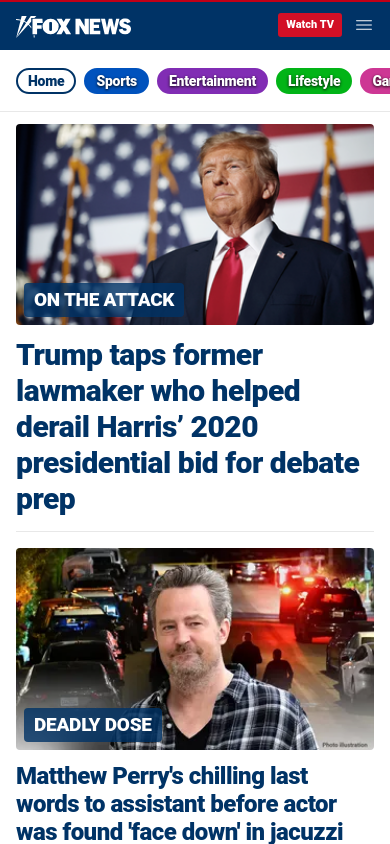 FOX NEWS
Watch TV
Home
Sports
Entertainment
Lifestyle
Ga
ON THE ATTACK
Trump taps former
lawmaker who helped
derail Harris’ 2020
presidential bid for debate
prep
DEADLY DOSE
Photo Illustration
Matthew Perry's chilling last
words to assistant before actor
was found 'face down' in jacuzzi